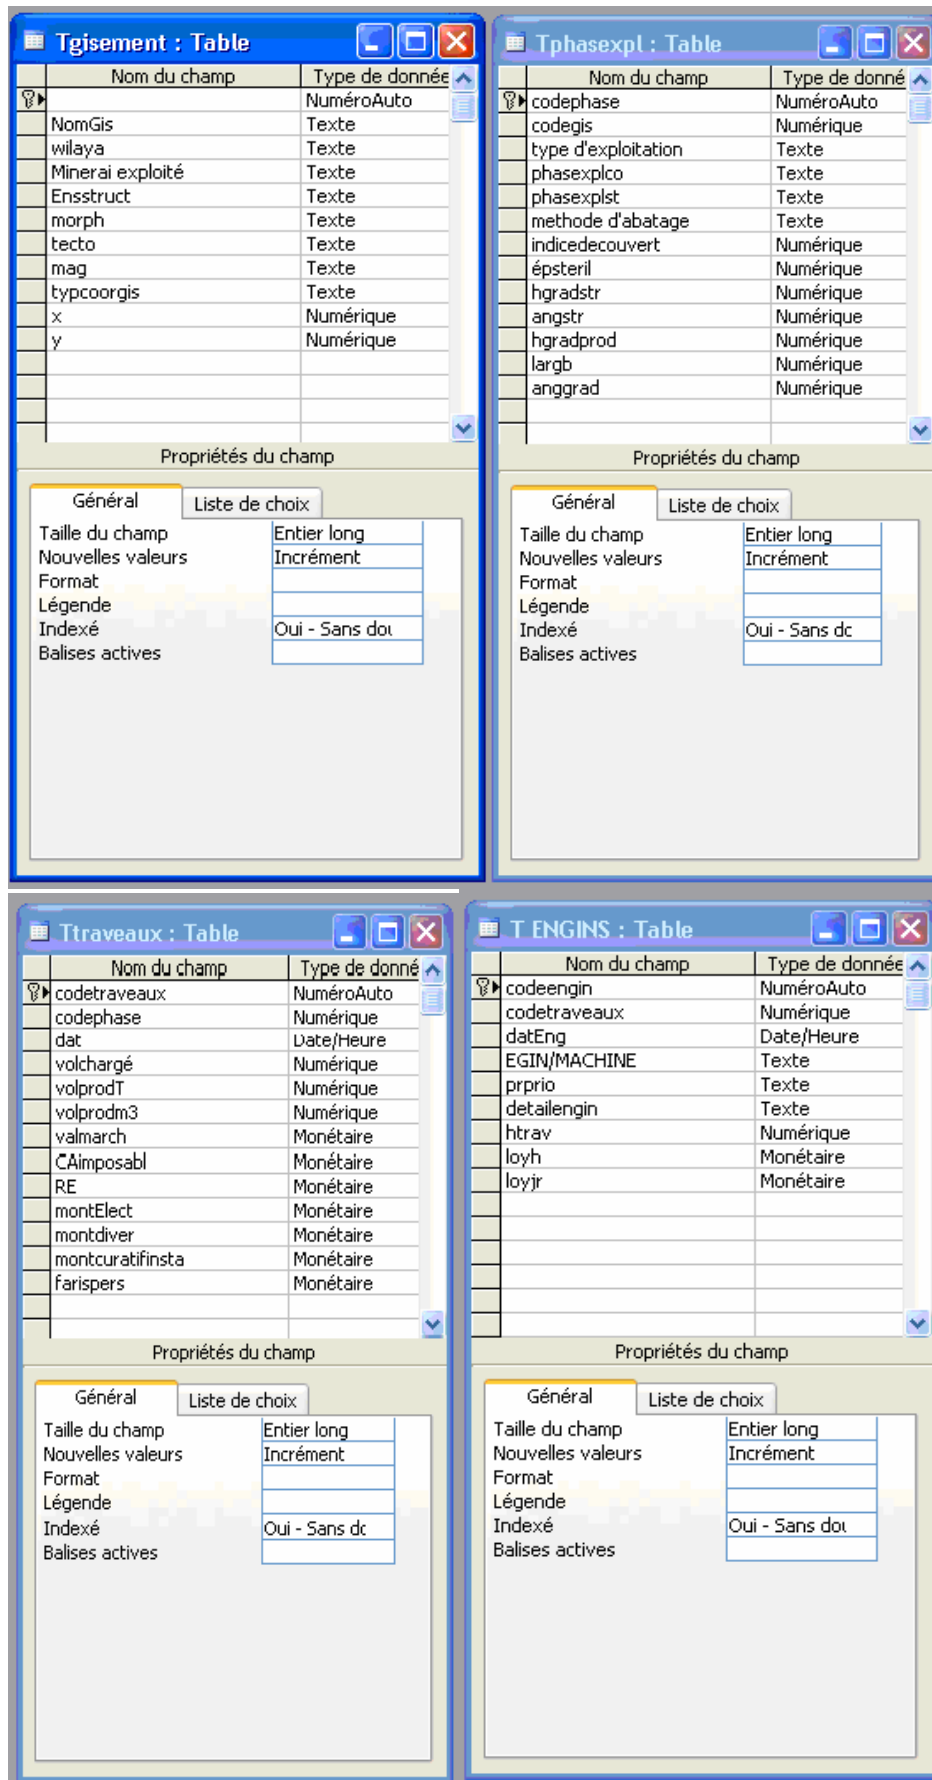 Tgisement : Table
Nom du champ Type de donnée
NuméroAuto
NomGis Texte
wilaya Texte
Minerai exploité Texte
Ensstruct Texte
morph Texte
tecto Texte
mag Texte
typcoorgis Texte
x Numérique
y Numérique
Propriétés du champ
Général Liste de choix
Taille du champ Entier long
Nouvelles valeurs Incrément
Format
Légende
Indexé Oui - Sans dou
Balises actives
Tphasexpl : Table
Nom du champ Type de donné
codephase NuméroAuto
codegis Numérique
type d'exploitation Texte
phasexplco Texte
phasexplst Texte
methode d'abatage Texte
indicedecouvert Numérique
épsteril Numérique
hgradstr Numérique
angstr Numérique
hgradprod Numérique
largb Numérique
anggrad Numérique
Propriétés du champ
Général Liste de choix
Taille du champ Entier long
Nouvelles valeurs Incrément
Format
Légende
Indexé Oui - Sans dc
Balises actives
Ttraveaux : Table
Nom du champ Type de donné
codetraveaux NuméroAuto
codephase Numérique
dat Date/Heure
volchargé Numérique
volprodT Numérique
volprodm3 Numérique
valmarch Monétaire
CAimposabl Monétaire
RE Monétaire
montElect Monétaire
montdiver Monétaire
montcuratifinsta Monétaire
farispers Monétaire
Propriétés du champ
Général Liste de choix
Taille du champ Entier long
Nouvelles valeurs Incrément
Format
Légende
Indexé Oui - Sans dc
Balises actives
T ENGINS : Table
Nom du champ Type de donnée
codeengin NuméroAuto
codetraveaux Numérique
datEng Date/Heure
EGIN/MACHINE Texte
prprio Texte
detailengin Texte
htrav Numérique
loyh Monétaire
loyjr Monétaire
Propriétés du champ
Général Liste de choix
Taille du champ Entier long
Nouvelles valeurs Incrément
Format
Légende
Indexé Oui - Sans dou
Balises actives